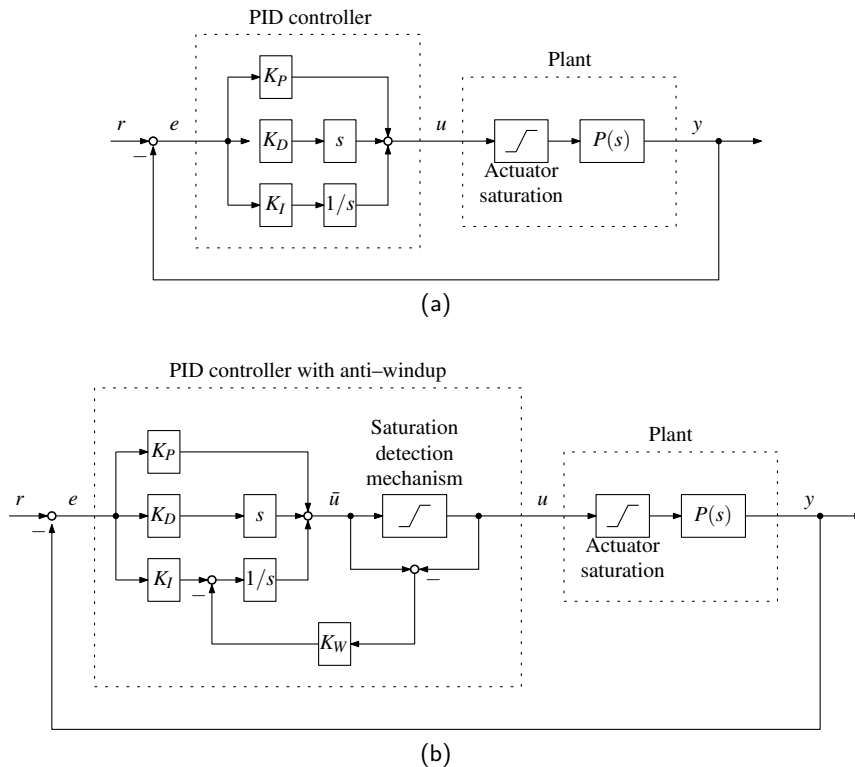 PID controller
Plant
K_P
r
e
u
y
K_D
s
P(s)
Actuator
saturation
K_I
1/s
−
(a)
PID controller with anti–windup
Saturation
detection
mechanism
Plant
K_P
r
e
ū
u
y
K_D
s
P(s)
−
Actuator
saturation
K_I
1/s
−
−
K_W
(b)